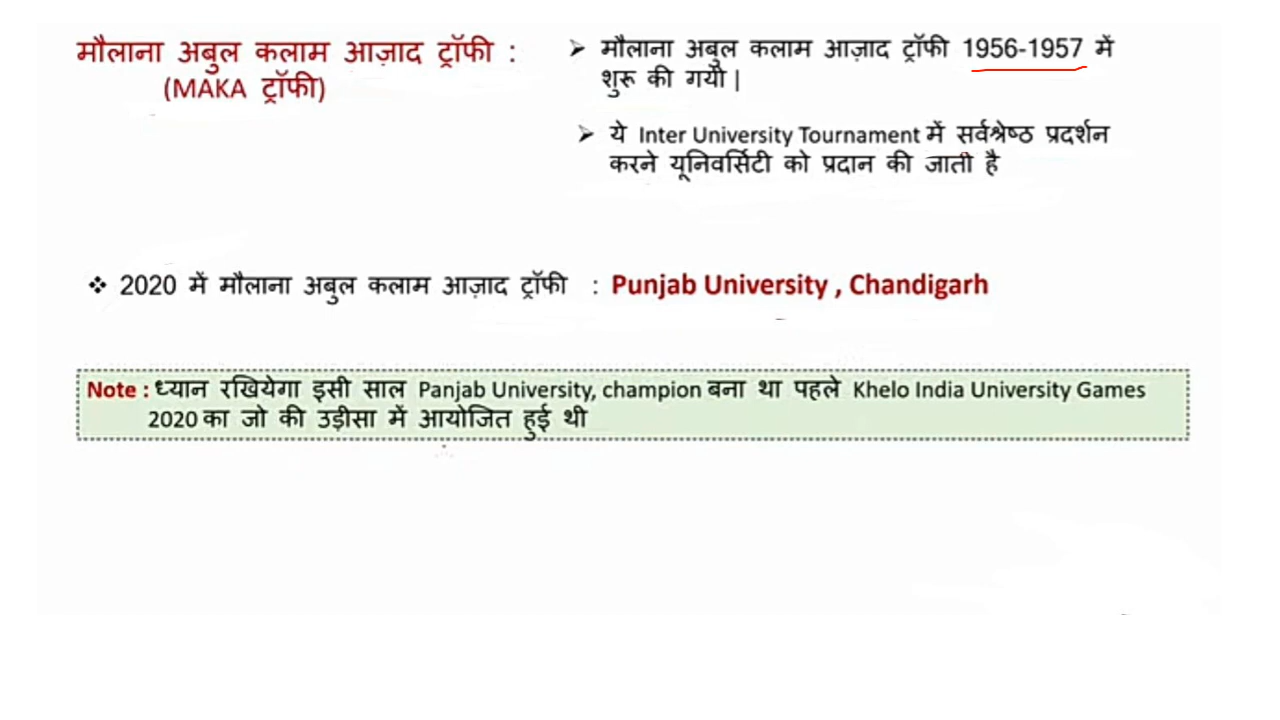 मौलाना अबुल कलाम आज़ाद ट्रॉफी :
(MAKA ट्रॉफी)
➢ मौलाना अबुल कलाम आज़ाद ट्रॉफी 1956-1957 में
शुरू की गयी |
➢ ये Inter University Tournament में सर्वश्रेष्ठ प्रदर्शन
करने यूनिवर्सिटी को प्रदान की जाती है
❖ 2020 में मौलाना अबुल कलाम आज़ाद ट्रॉफी : Punjab University , Chandigarh
Note : ध्यान रखियेगा इसी साल Panjab University, champion बना था पहले Khelo India University Games
2020 का जो की उड़ीसा में आयोजित हुई थी